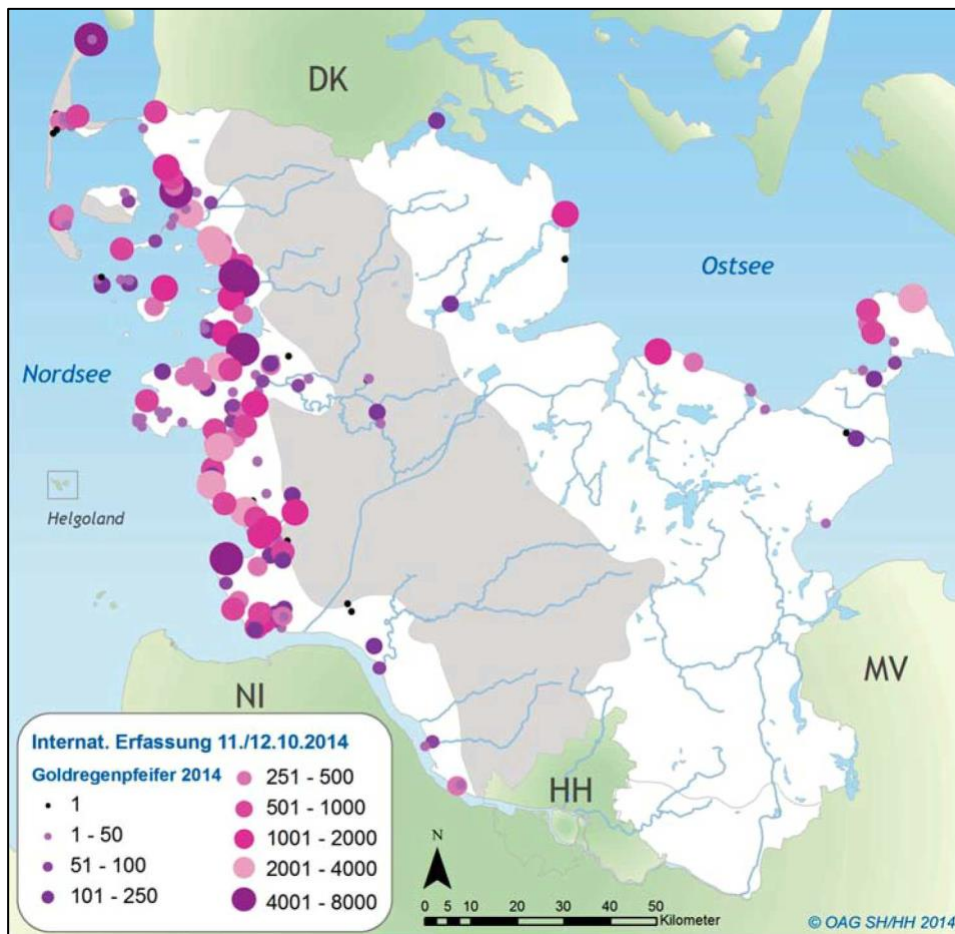 DK
Ostsee
Nordsee
Helgoland
MV
NI
HH
Internat. Erfassung 11./12.10.2014
Goldregenpfeifer 2014
1
1 - 50
51 - 100
101 - 250
251 - 500
501 - 1000
1001 - 2000
2001 - 4000
4001 - 8000
N
0 5 10 20 30 40 50
Kilometer
© OAG SH/HH 2014